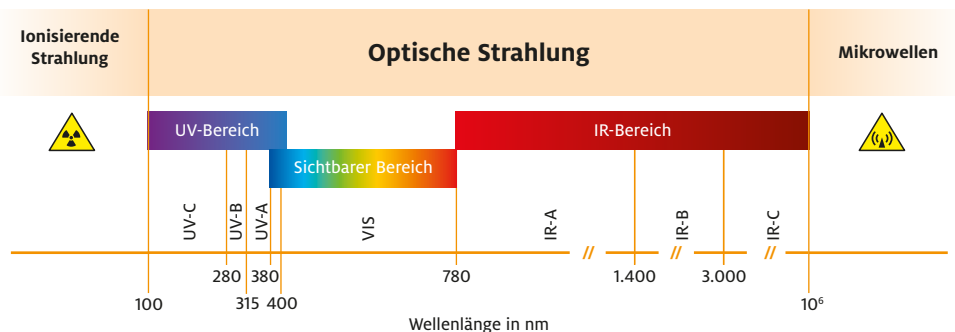 Ionisierende
Strahlung
Optische Strahlung
Mikrowellen
UV-Bereich
IR-Bereich
Sichtbarer Bereich
UV-C
UV-B
UV-A
VIS
IR-A
IR-B
IR-C
280
380
780
1.400
3.000
100
315
400
10⁶
Wellenlänge in nm